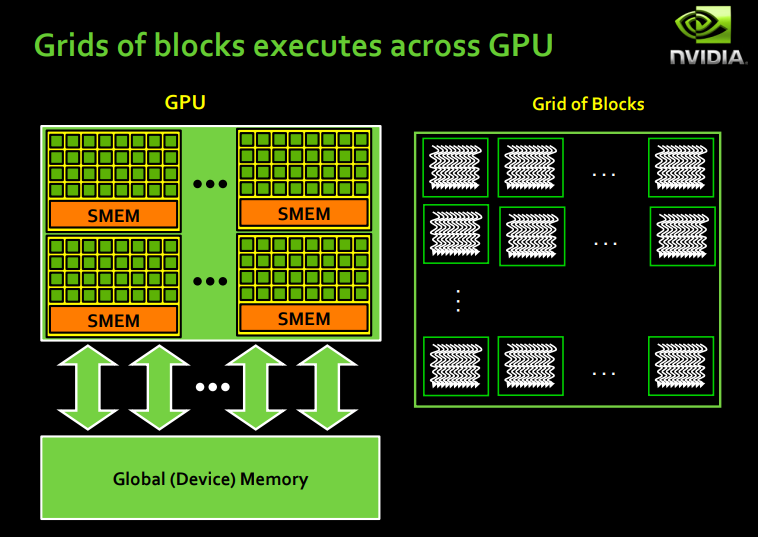 Grids of blocks executes across GPU
NVIDIA.
GPU
Grid of Blocks
SMEM
SMEM
SMEM
SMEM
Global (Device) Memory